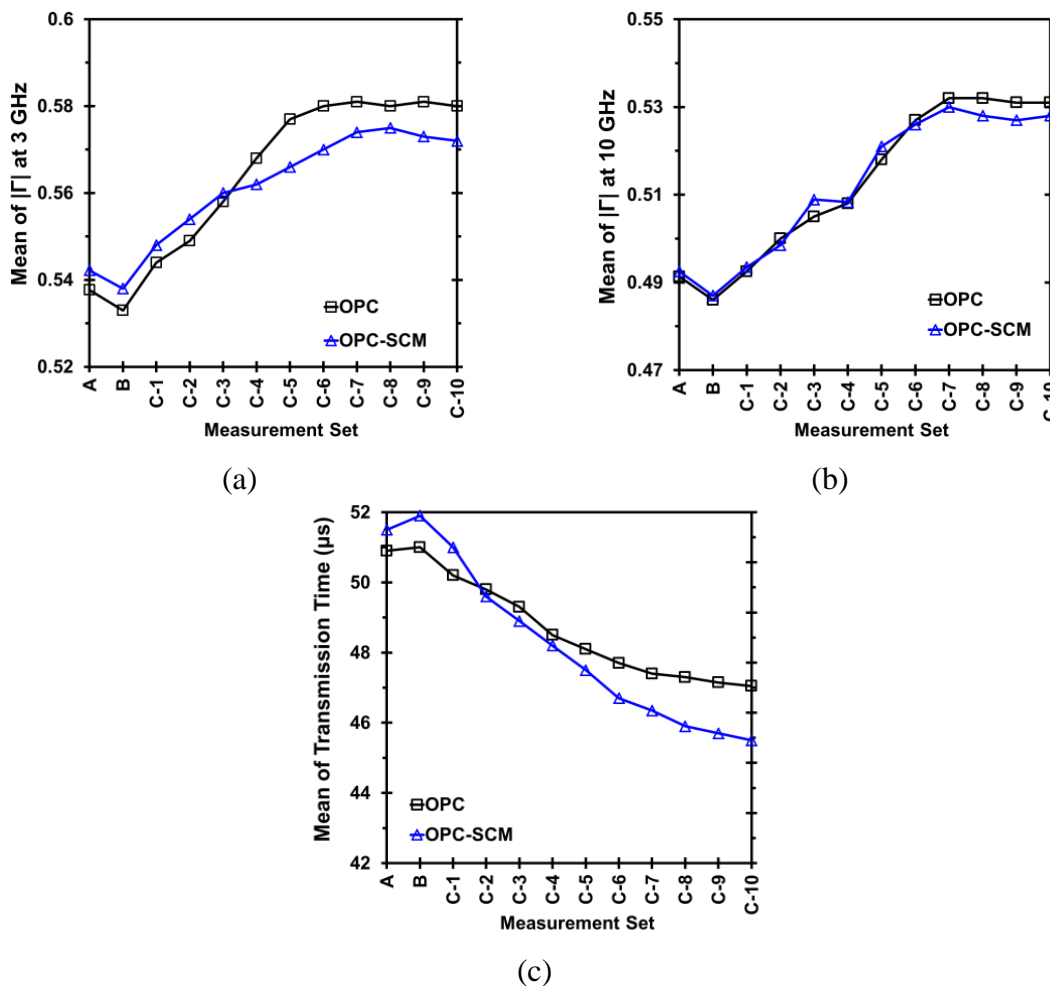 0.6
0.58
0.56
0.54
0.52
Mean of |Γ| at 3 GHz
OPC
OPC-SCM
A
B
C-1
C-2
C-3
C-4
C-5
C-6
C-7
C-8
C-9
C-10
Measurement Set
(a)
0.55
0.53
0.51
0.49
0.47
Mean of |Γ| at 10 GHz
OPC
OPC-SCM
A
B
C-1
C-2
C-3
C-4
C-5
C-6
C-7
C-8
C-9
C-10
Measurement Set
(b)
52
50
48
46
44
42
Mean of Transmission Time (µs)
OPC
OPC-SCM
A
B
C-1
C-2
C-3
C-4
C-5
C-6
C-7
C-8
C-9
C-10
Measurement Set
(c)